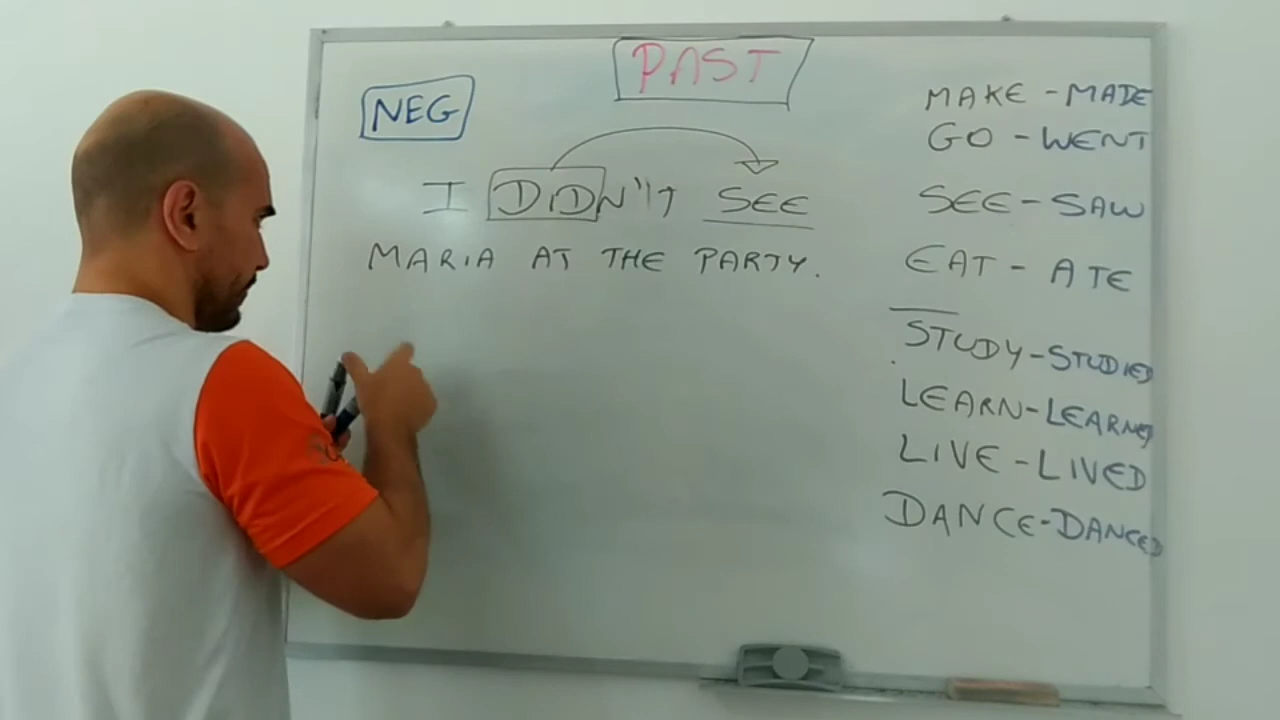 PAST
NEG
I DIDN'T SEE
MARIA AT THE PARTY.
MAKE - MADE
GO - WENT
SEE - SAW
EAT - ATE
STUDY - STUDIED
LEARN - LEARNED
LIVE - LIVED
DANCE - DANCED